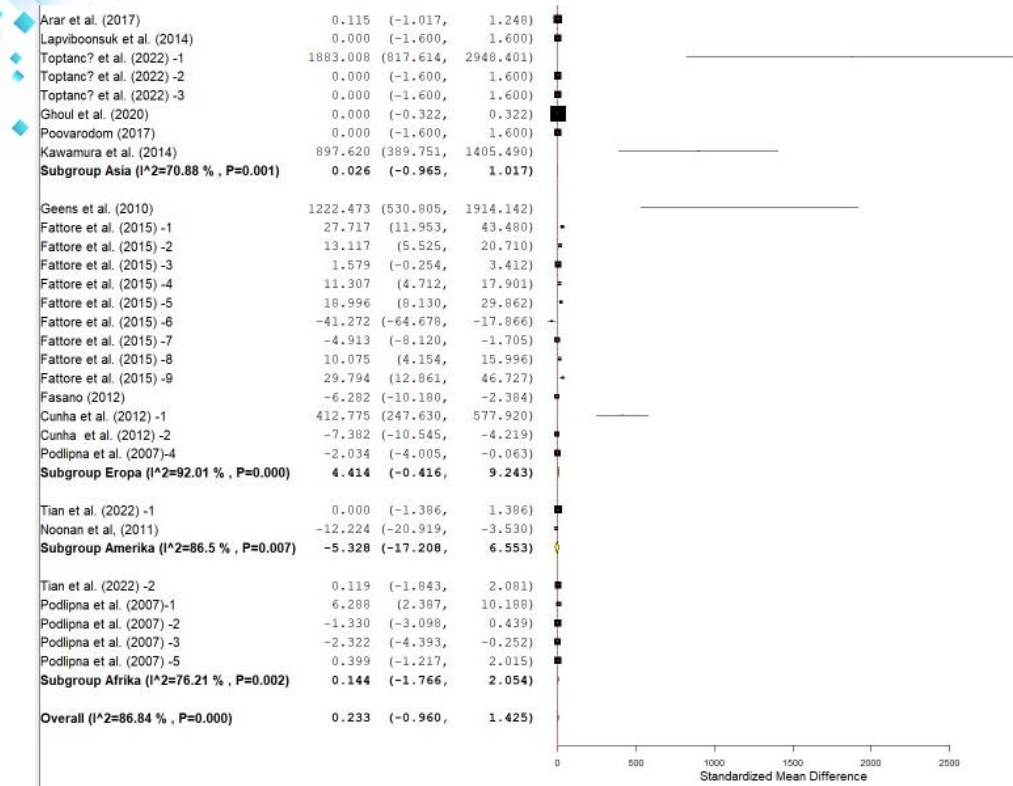 Arar et al. (2017) 0.115 (-1.017, 1.248)
Lapviboonsuk et al. (2014) 0.000 (-1.600, 1.600)
Toptanc? et al. (2022) -1 1883.008 (817.614, 2948.401)
Toptanc? et al. (2022) -2 0.000 (-1.600, 1.600)
Toptanc? et al. (2022) -3 0.000 (-1.600, 1.600)
Ghoul et al. (2020) 0.000 (-0.322, 0.322)
Poovarodom (2017) 0.000 (-1.600, 1.600)
Kawamura et al. (2014) 897.620 (389.751, 1405.490)
Subgroup Asia (I^2=70.88 % , P=0.001) 0.026 (-0.965, 1.017)
Geens et al. (2010) 1222.473 (530.805, 1914.142)
Fattore et al. (2015) -1 27.717 (11.953, 43.480)
Fattore et al. (2015) -2 13.117 (5.525, 20.710)
Fattore et al. (2015) -3 1.579 (-0.254, 3.412)
Fattore et al. (2015) -4 11.307 (4.712, 17.901)
Fattore et al. (2015) -5 18.996 (8.130, 29.862)
Fattore et al. (2015) -6 -41.272 (-64.678, -17.866)
Fattore et al. (2015) -7 -4.913 (-8.120, -1.705)
Fattore et al. (2015) -8 10.075 (4.154, 15.996)
Fattore et al. (2015) -9 29.794 (12.861, 46.727)
Fasano (2012) -6.282 (-10.180, -2.384)
Cunha et al. (2012) -1 412.775 (247.630, 577.920)
Cunha et al. (2012) -2 -7.382 (-10.545, -4.219)
Podlipna et al. (2007)-4 -2.034 (-4.005, -0.063)
Subgroup Eropa (I^2=92.01 % , P=0.000) 4.414 (-0.416, 9.243)
Tian et al. (2022) -1 0.000 (-1.386, 1.386)
Noonan et al, (2011) -12.224 (-20.919, -3.530)
Subgroup Amerika (I^2=86.5 % , P=0.007) -5.328 (-17.208, 6.553)
Tian et al. (2022) -2 0.119 (-1.843, 2.081)
Podlipna et al. (2007)-1 6.288 (2.387, 10.188)
Podlipna et al. (2007) -2 -1.330 (-3.098, 0.439)
Podlipna et al. (2007) -3 -2.322 (-4.393, -0.252)
Podlipna et al. (2007) -5 0.399 (-1.217, 2.015)
Subgroup Afrika (I^2=76.21 % , P=0.002) 0.144 (-1.766, 2.054)
Overall (I^2=86.84 % , P=0.000) 0.233 (-0.960, 1.425)
0 500 1000 1500 2000 2500
Standardized Mean Difference